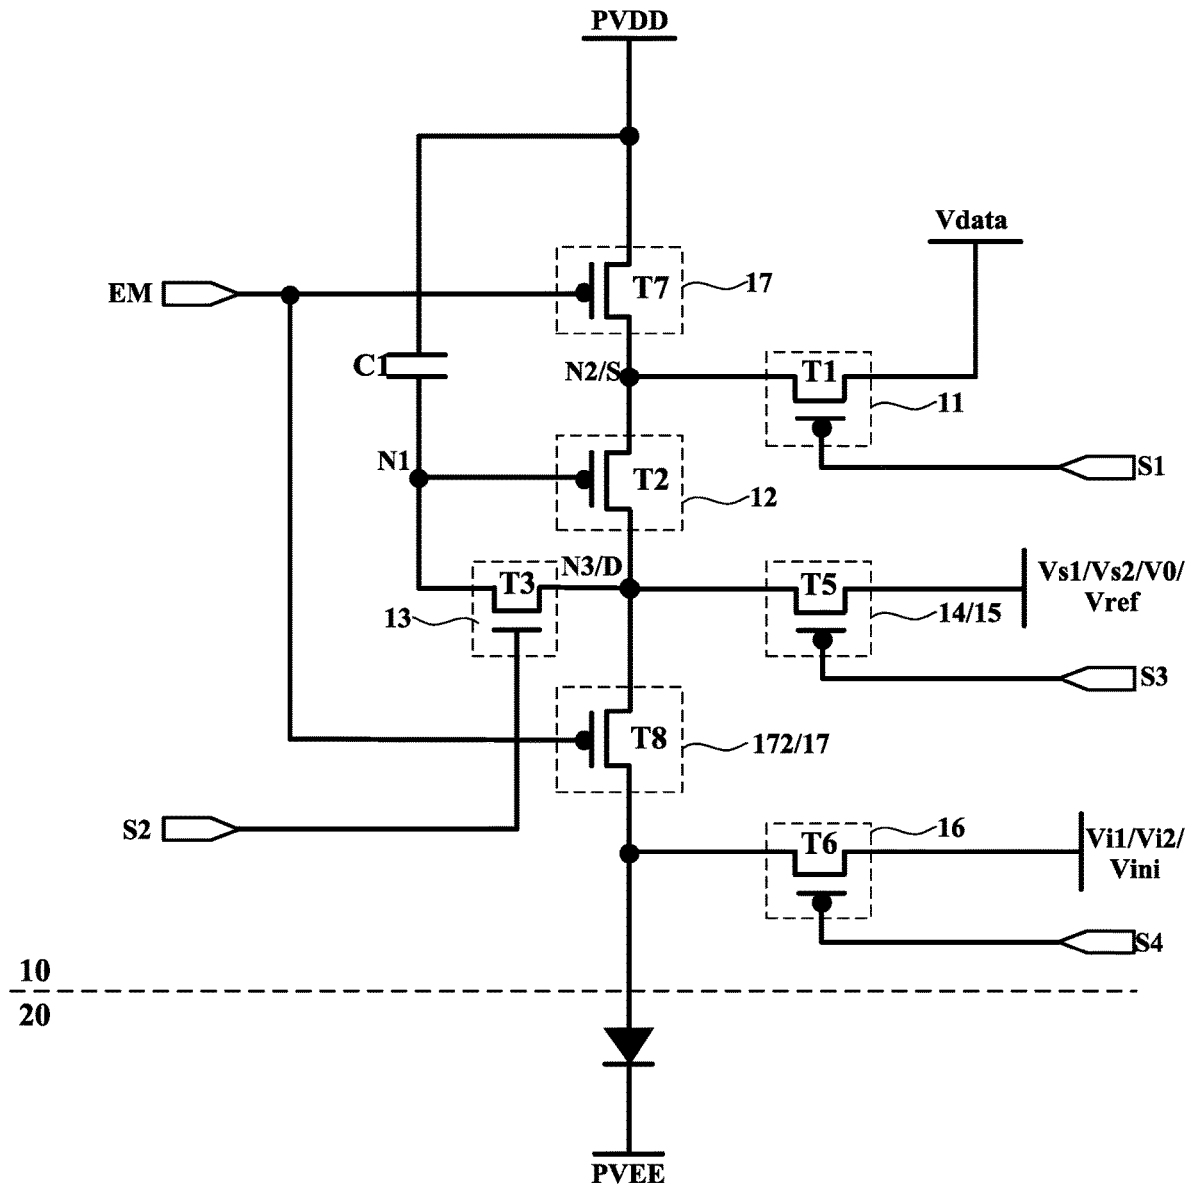 PVDD
Vdata
T7
17
EM
C1
N2/S
T1
11
N1
T2
12
S1
N3/D
T3
T5
Vs1/Vs2/V0/
Vref
13
14/15
S3
T8
172/17
S2
T6
16
Vi1/Vi2/
Vini
S4
10
20
PVEE